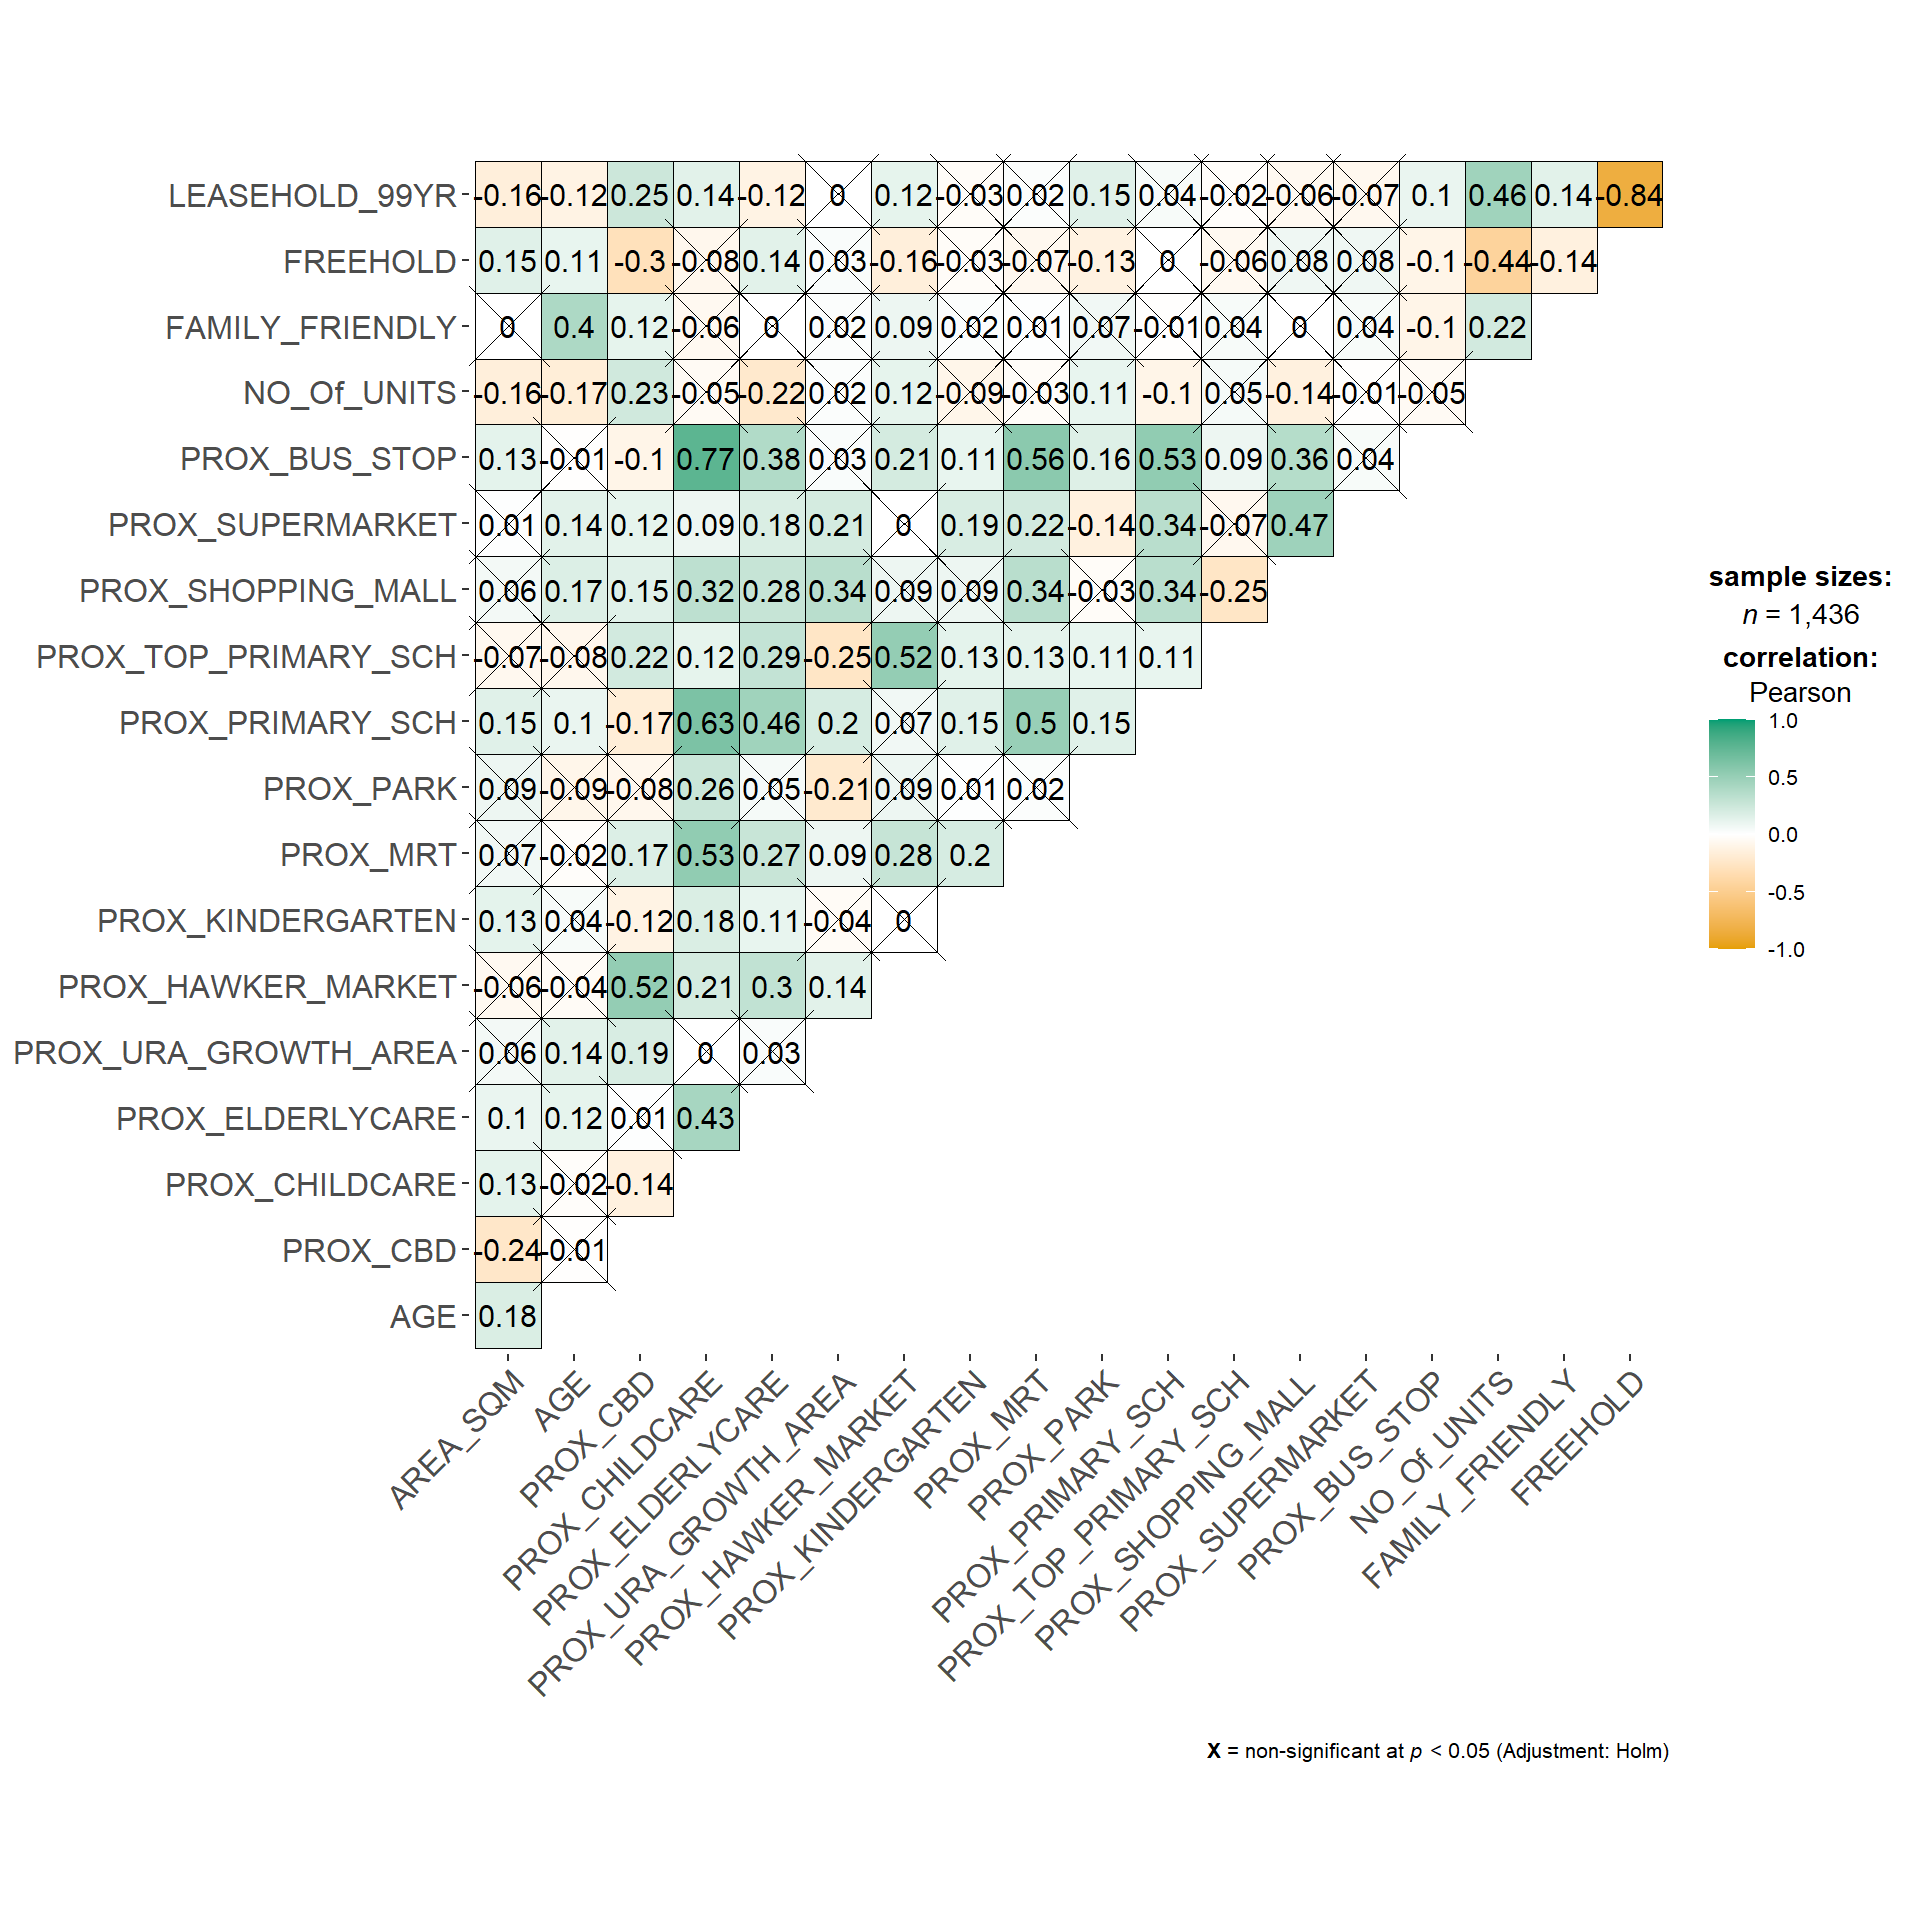 LEASEHOLD_99YR -0.16 -0.12 0.25 0.14 -0.12 0 0.12 -0.03 0.02 0.15 0.04 -0.02 -0.06 -0.07 0.1 0.46 0.14 -0.84
FREEHOLD 0.15 0.11 -0.3 -0.08 0.14 0.03 -0.16 -0.03 -0.07 -0.13 0 -0.06 0.08 0.08 -0.1 -0.44 -0.14
FAMILY_FRIENDLY 0 0.4 0.12 -0.06 0 0.02 0.09 0.02 0.01 0.07 -0.01 0.04 0 0.04 -0.1 0.22
NO_Of_UNITS -0.16 -0.17 0.23 -0.05 -0.22 0.02 0.12 -0.09 -0.03 0.11 -0.1 0.05 -0.14 -0.01 -0.05
PROX_BUS_STOP 0.13 -0.01 -0.1 0.77 0.38 0.03 0.21 0.11 0.56 0.16 0.53 0.09 0.36 0.04
PROX_SUPERMARKET 0.01 0.14 0.12 0.09 0.18 0.21 0 0.19 0.22 -0.14 0.34 -0.07 0.47
PROX_SHOPPING_MALL 0.06 0.17 0.15 0.32 0.28 0.34 0.09 0.09 0.34 -0.03 0.34 -0.25
PROX_TOP_PRIMARY_SCH -0.07 -0.08 0.22 0.12 0.29 -0.25 0.52 0.13 0.13 0.11 0.11
PROX_PRIMARY_SCH 0.15 0.1 -0.17 0.63 0.46 0.2 0.07 0.15 0.5 0.15
PROX_PARK 0.09 -0.09 -0.08 0.26 0.05 -0.21 0.09 0.01 0.02
PROX_MRT 0.07 -0.02 0.17 0.53 0.27 0.09 0.28 0.2
PROX_KINDERGARTEN 0.13 0.04 -0.12 0.18 0.11 -0.04 0
PROX_HAWKER_MARKET -0.06 -0.04 0.52 0.21 0.3 0.14
PROX_URA_GROWTH_AREA 0.06 0.14 0.19 0 0.03
PROX_ELDERLYCARE 0.1 0.12 0.01 0.43
PROX_CHILDCARE 0.13 -0.02 -0.14
PROX_CBD -0.24 -0.01
AGE 0.18
AREA_SQM
AGE
PROX_CBD
PROX_CHILDCARE
PROX_ELDERLYCARE
PROX_URA_GROWTH_AREA
PROX_HAWKER_MARKET
PROX_KINDERGARTEN
PROX_MRT
PROX_PARK
PROX_PRIMARY_SCH
PROX_TOP_PRIMARY_SCH
PROX_SHOPPING_MALL
PROX_SUPERMARKET
PROX_BUS_STOP
NO_Of_UNITS
FAMILY_FRIENDLY
FREEHOLD
sample sizes:
n = 1,436
correlation:
Pearson
1.0
0.5
0.0
-0.5
-1.0
X = non-significant at p < 0.05 (Adjustment: Holm)